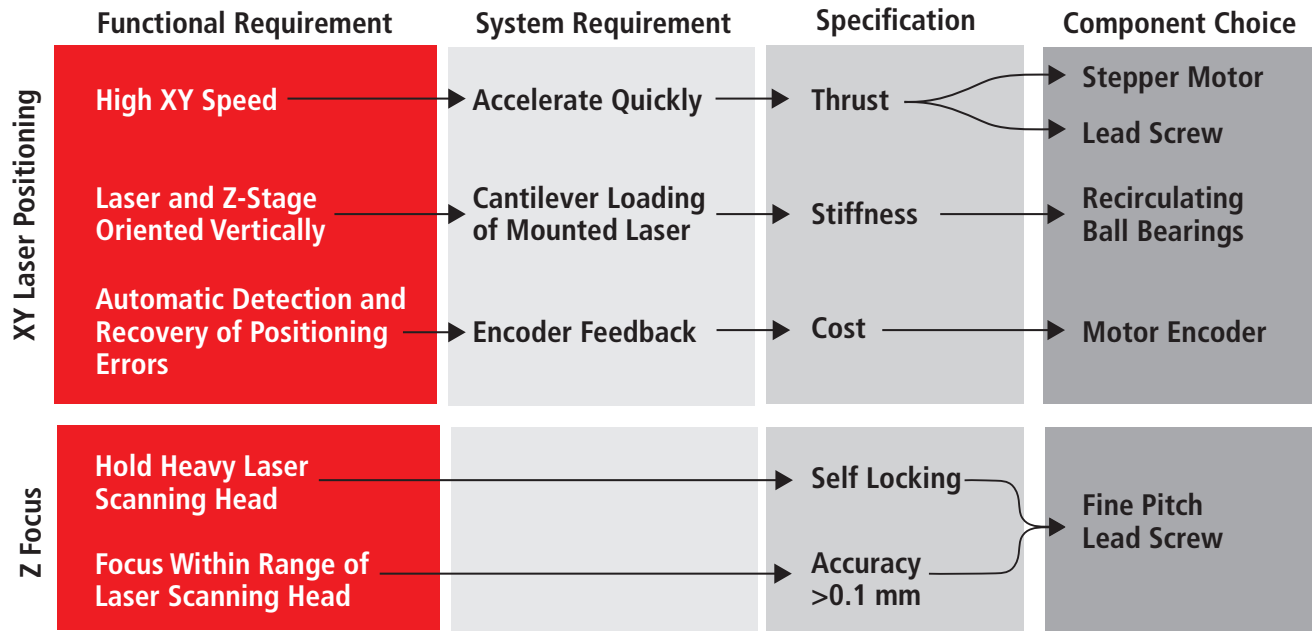 Functional Requirement
System Requirement
Specification
Component Choice
XY Laser Positioning
High XY Speed
Accelerate Quickly
Thrust
Stepper Motor
Lead Screw
Laser and Z-Stage
Oriented Vertically
Cantilever Loading
of Mounted Laser
Stiffness
Recirculating
Ball Bearings
Automatic Detection and
Recovery of Positioning
Errors
Encoder Feedback
Cost
Motor Encoder
Z Focus
Hold Heavy Laser
Scanning Head
Self Locking
Focus Within Range of
Laser Scanning Head
Accuracy
>0.1 mm
Fine Pitch
Lead Screw